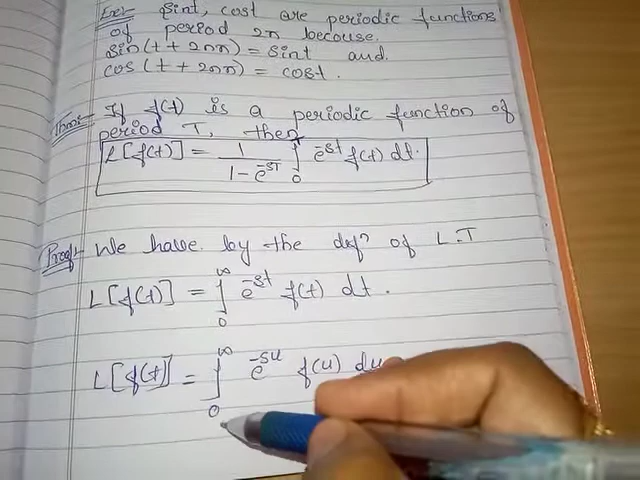 Ex:- sint, cost are periodic functions
of period 2π becouse.
sin(t + 2nπ) = sint and.
cos(t + 2nπ) = cost.
Thm:- If f(t) is a periodic function of
period T, then
L[f(t)] = 1/(1 - e^-sT) ∫_0^T e^-st f(t) dt.
Proof:- We have by the defn of L.T
L[f(t)] = ∫_0^∞ e^-st f(t) dt.
L[f(t)] = ∫_0^∞ e^-su f(u) du